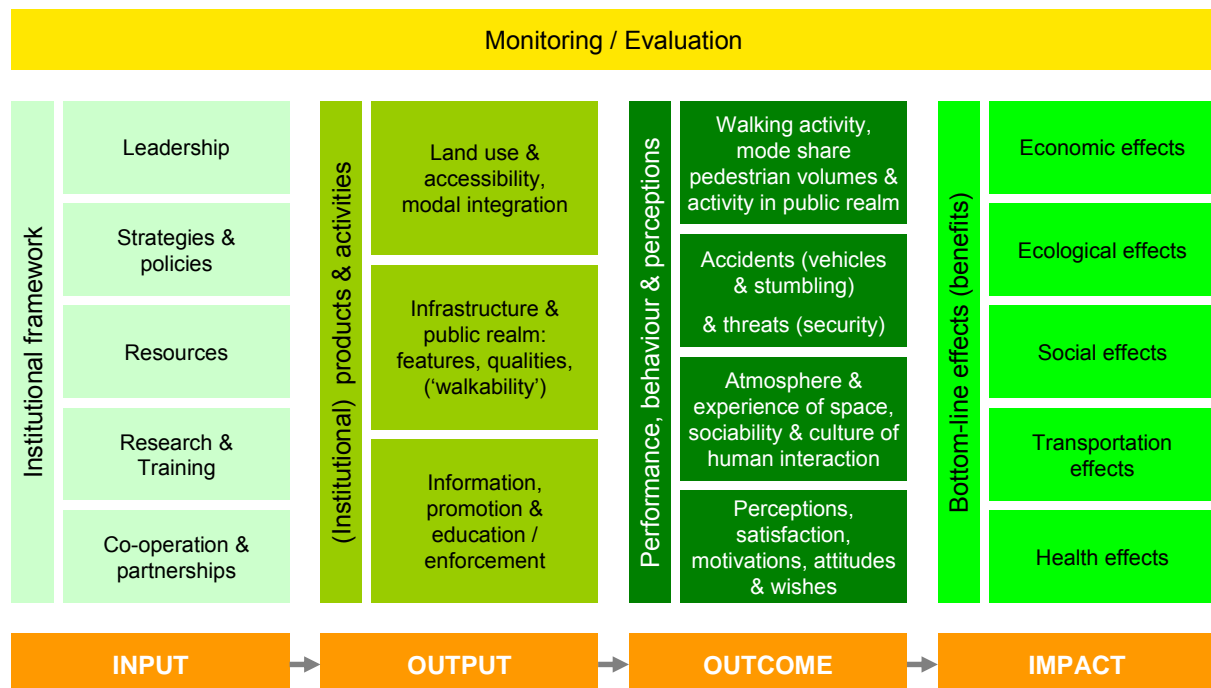 Monitoring / Evaluation
Institutional framework
Leadership
Strategies &
policies
Resources
Research &
Training
Co-operation &
partnerships
(Institutional) products & activities
Land use &
accessibility,
modal integration
Infrastructure &
public realm:
features, qualities,
(‘walkability’)
Information,
promotion &
education /
enforcement
Performance, behaviour & perceptions
Walking activity,
mode share
pedestrian volumes &
activity in public realm
Accidents (vehicles
& stumbling)
& threats (security)
Atmosphere &
experience of space,
sociability & culture of
human interaction
Perceptions,
satisfaction,
motivations, attitudes
& wishes
Bottom-line effects (benefits)
Economic effects
Ecological effects
Social effects
Transportation
effects
Health effects
INPUT
OUTPUT
OUTCOME
IMPACT